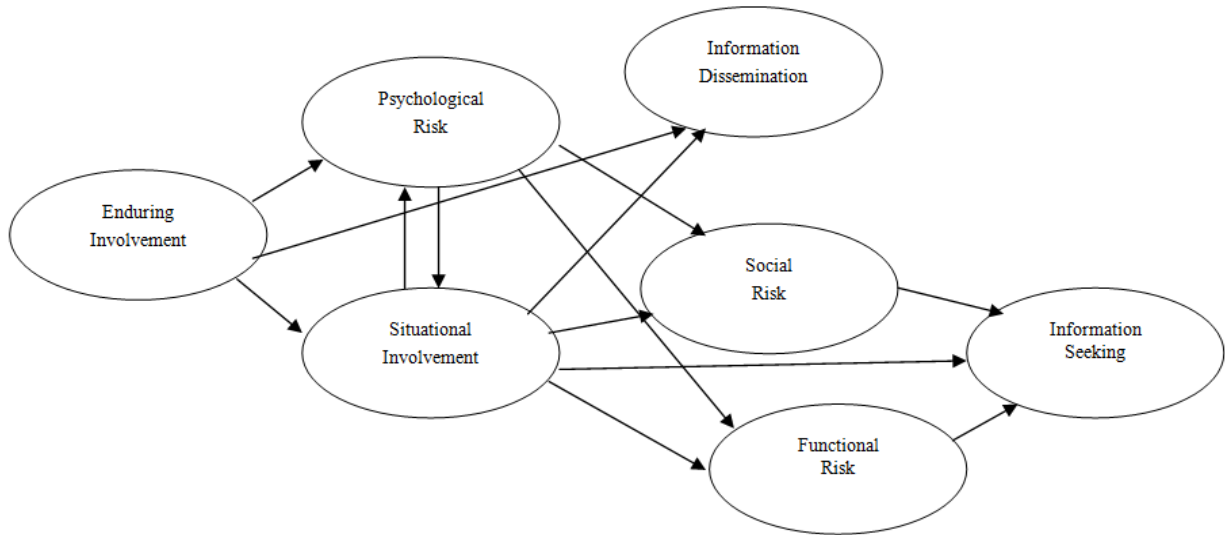 Information
Dissemination
Psychological
Risk
Enduring
Involvement
Social
Risk
Situational
Involvement
Information
Seeking
Functional
Risk